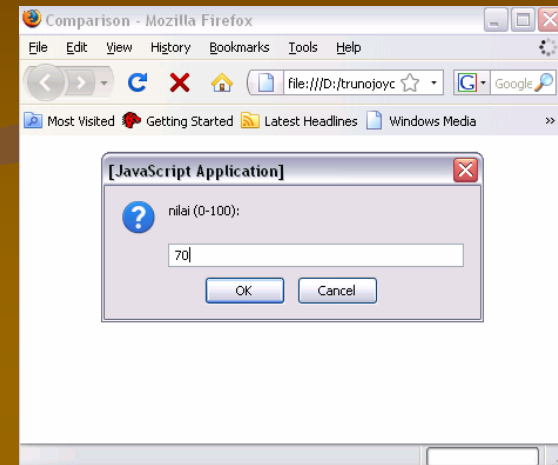 Comparison - Mozilla Firefox
File Edit View History Bookmarks Tools Help
file:///D:/trunojoyc G Google
Most Visited Getting Started Latest Headlines Windows Media »
[JavaScript Application]
nilai (0-100):
70
OK Cancel